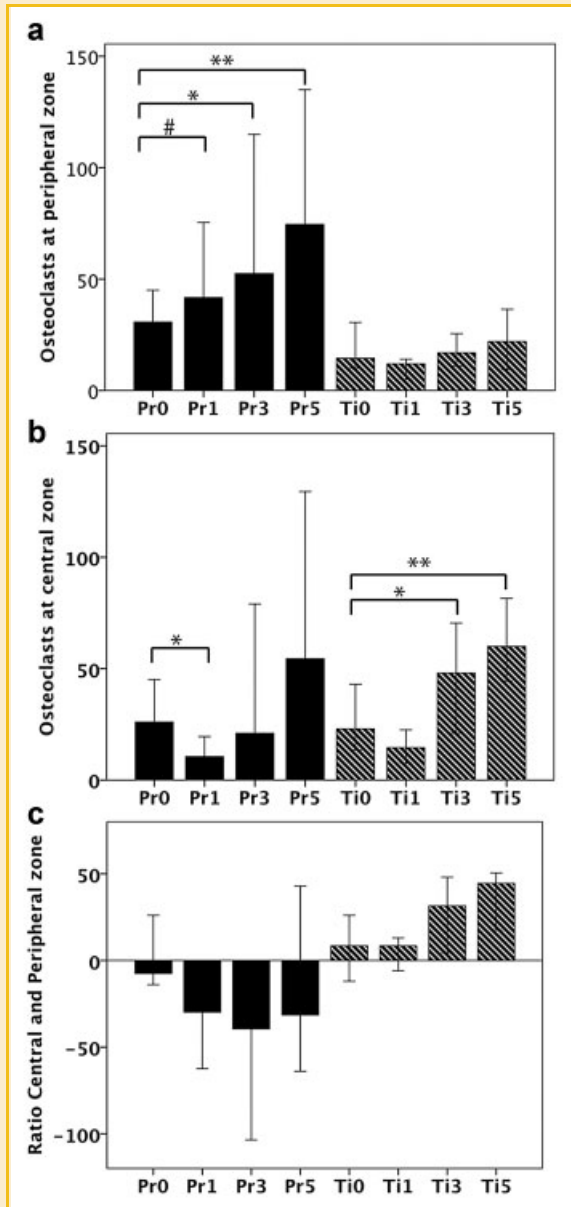 a
Osteoclasts at peripheral zone
150
100
50
0
**
*
#
Pr0 Pr1 Pr3 Pr5 Ti0 Ti1 Ti3 Ti5
b
Osteoclasts at central zone
150
100
50
0
*
**
*
Pr0 Pr1 Pr3 Pr5 Ti0 Ti1 Ti3 Ti5
c
Ratio Central and Peripheral zone
50
0
−50
−100
Pr0 Pr1 Pr3 Pr5 Ti0 Ti1 Ti3 Ti5